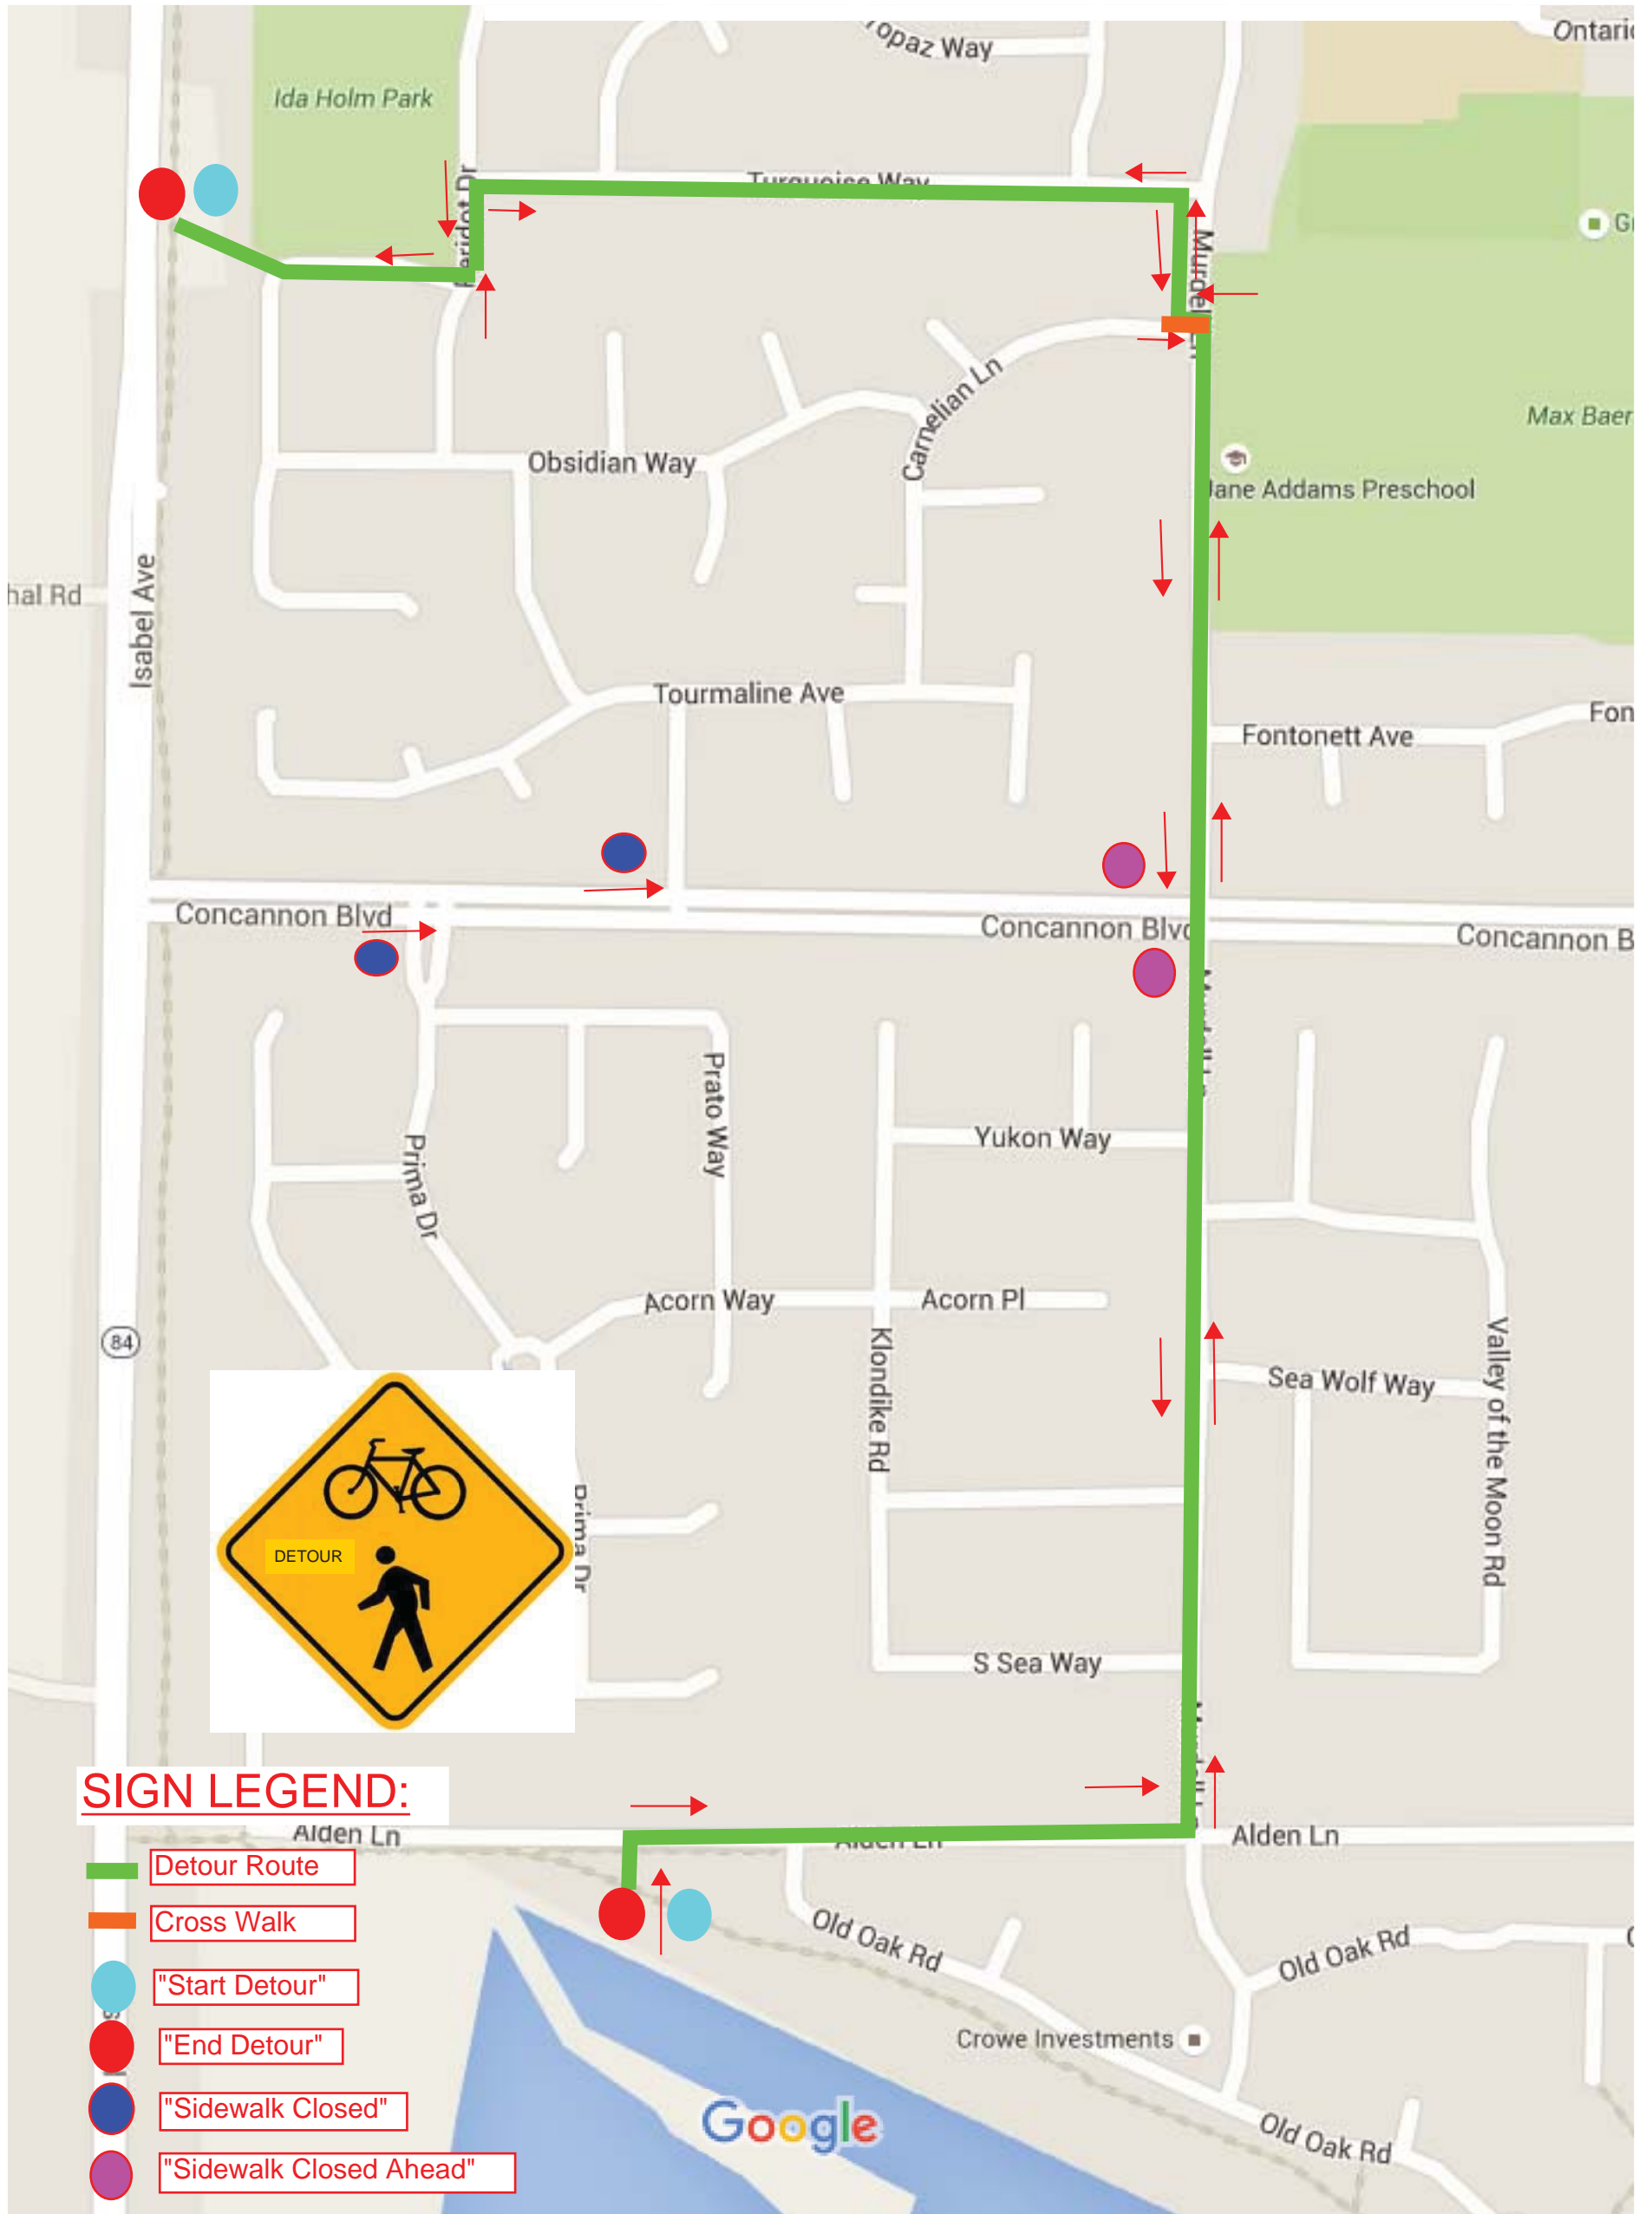 Topaz Way
Ida Holm Park
Turquoise Way
Peridot Dr
Max Baer
Carnelian Ln
Obsidian Way
Jane Addams Preschool
hal Rd
Isabel Ave
Tourmaline Ave
Fontonett Ave
Fon
Concannon Blvd
Concannon Blvd
Concannon B
Prato Way
Yukon Way
Prima Dr
Acorn Way
Acorn Pl
84
Klondike Rd
Sea Wolf Way
Valley of the Moon Rd
Prima Dr
DETOUR
S Sea Way
SIGN LEGEND:
Alden Ln
Alden Ln
Alden Ln
Detour Route
Cross Walk
Old Oak Rd
Old Oak Rd
"Start Detour"
"End Detour"
Crowe Investments
"Sidewalk Closed"
Google
Old Oak Rd
"Sidewalk Closed Ahead"